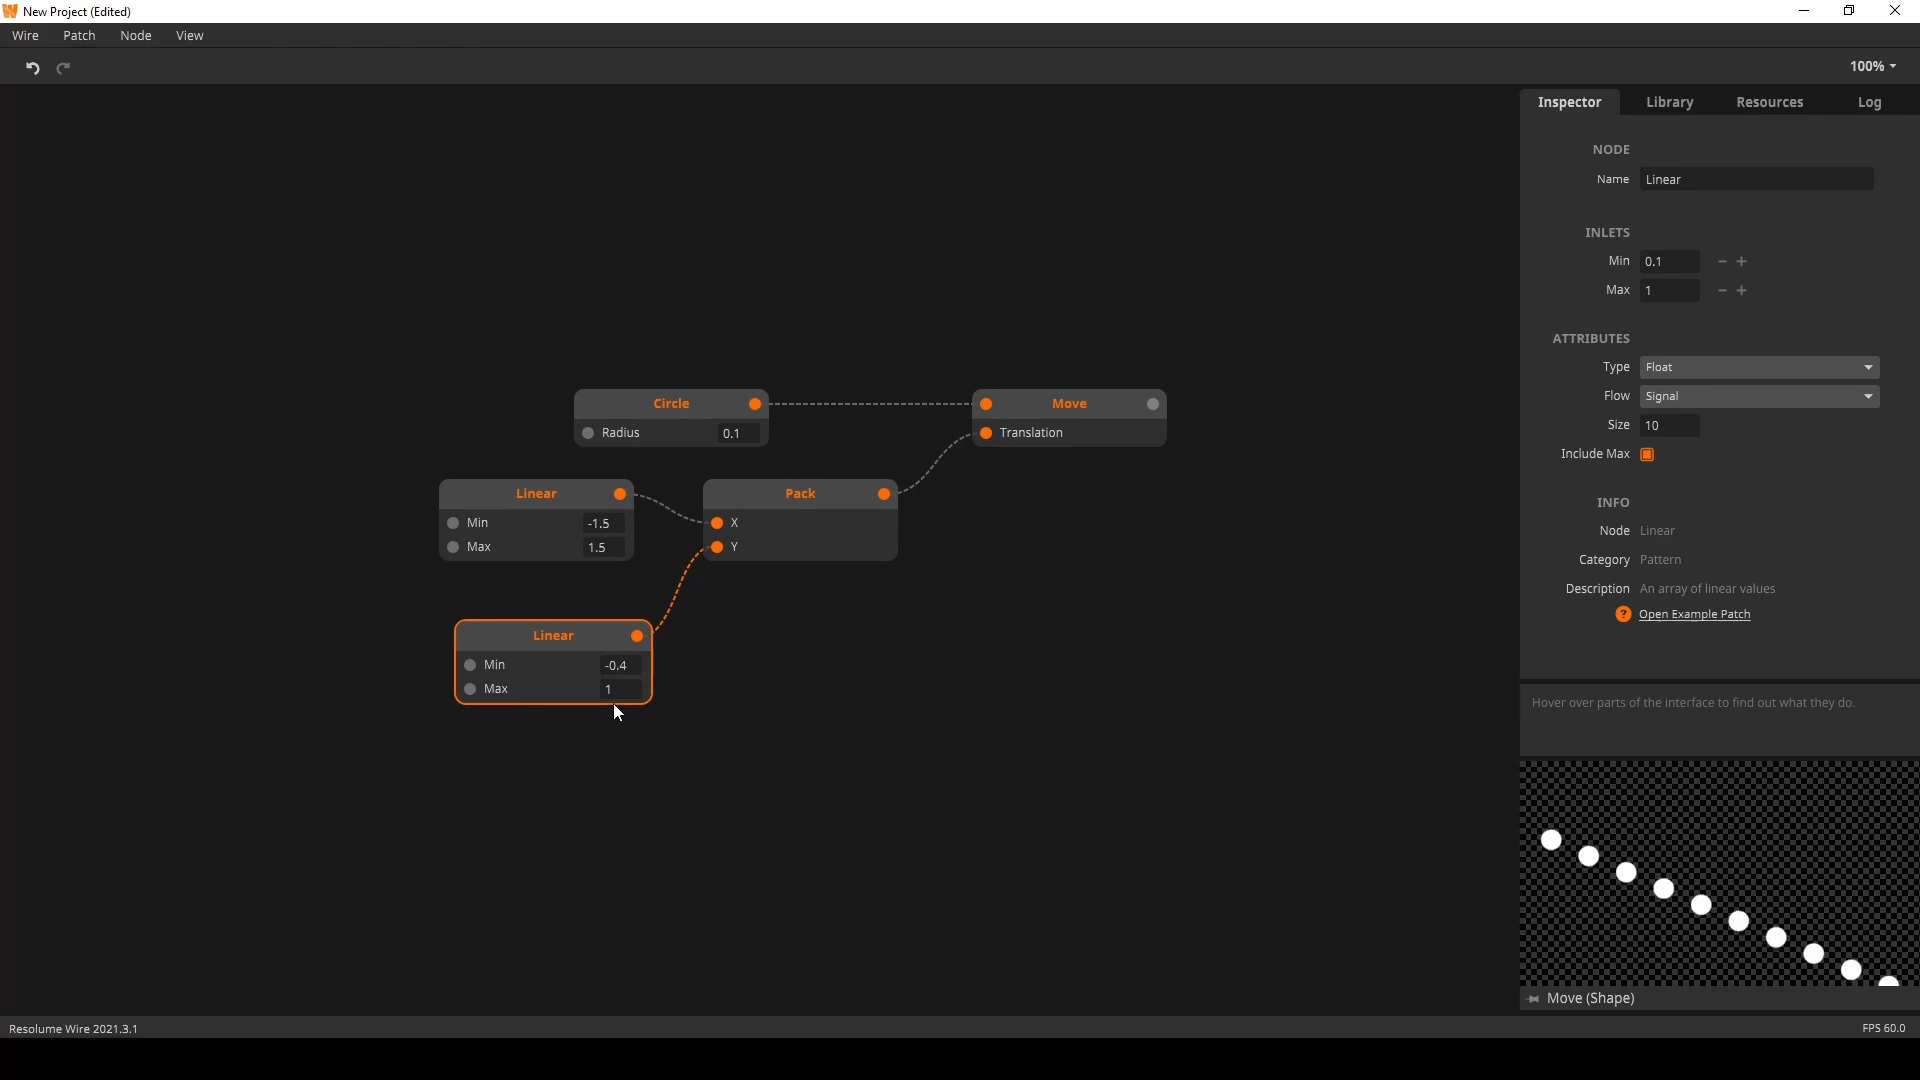 New Project (Edited)
Wire Patch Node View
100%
Inspector Library Resources Log
NODE
Name Linear
INLETS
Min 0.1
Max 1
ATTRIBUTES
Type Float
Flow Signal
Size 10
Include Max
INFO
Node Linear
Category Pattern
Description An array of linear values
? Open Example Patch
Circle
Radius 0.1
Move
Translation
Linear
Min -1.5
Max 1.5
Pack
X
Y
Linear
Min -0.4
Max 1
Hover over parts of the interface to find out what they do.
Move (Shape)
Resolume Wire 2021.3.1
FPS 60.0